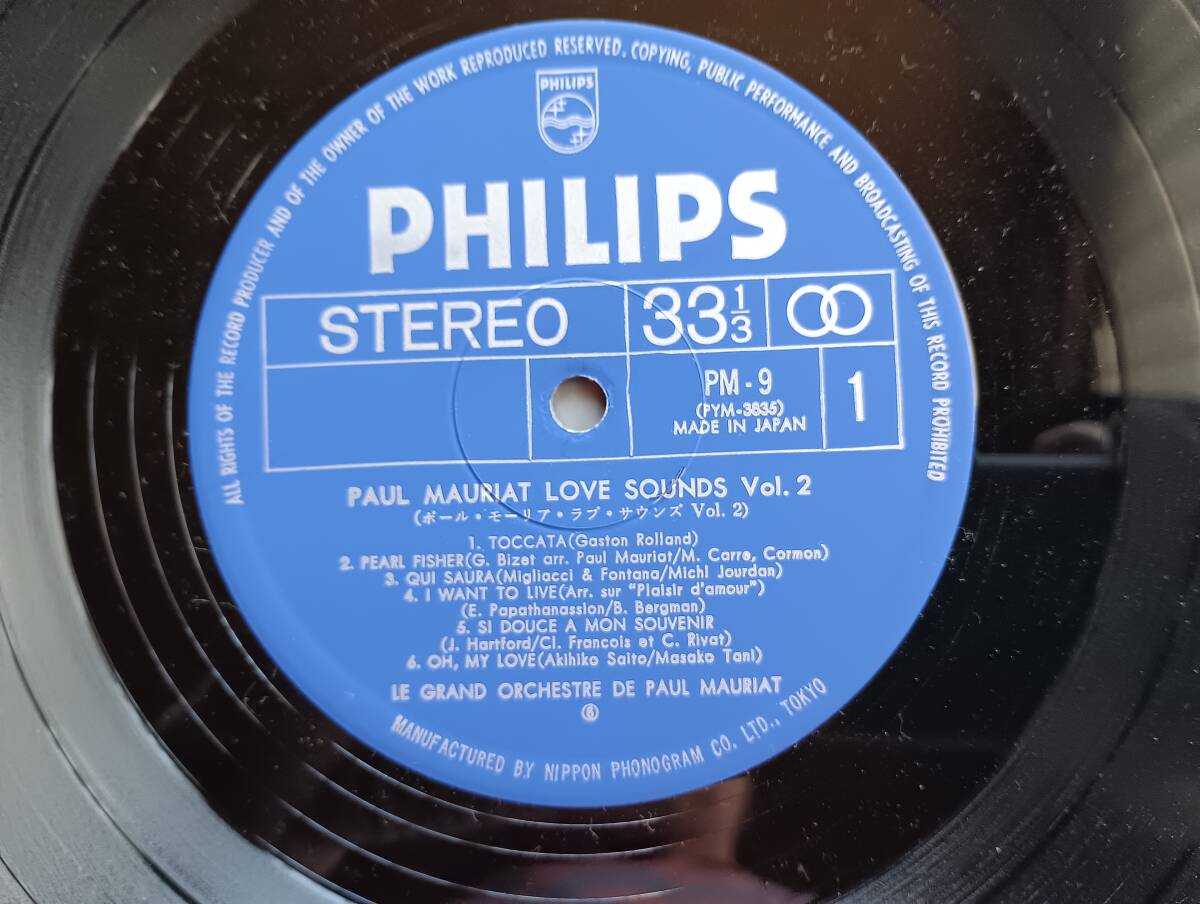 ALL RIGHTS OF THE RECORD PRODUCER AND OF THE OWNER OF THE WORK REPRODUCED RESERVED. COPYING, PUBLIC PERFORMANCE AND BROADCASTING OF THIS RECORD PROHIBITED
PHILIPS
PHILIPS
STEREO
33 1/3
PM-9
(PYM-3835)
MADE IN JAPAN
1
PAUL MAURIAT LOVE SOUNDS Vol. 2
(ポール・モーリア・ラブ・サウンズ Vol. 2)
1. TOCCATA(Gaston Rolland)
2. PEARL FISHER(G. Bizet arr. Paul Mauriat/M. Carre, Cormon)
3. QUI SAURA(Migliacci & Fontana/Michl Jourdan)
4. I WANT TO LIVE(Arr. sur "Plaisir d'amour")
(E. Papathanassion/B. Bergman)
5. SI DOUCE A MON SOUVENIR
(J. Hartford/Cl. Francois et C. Rivat)
6. OH, MY LOVE(Akihiko Saito/Masako Tani)
LE GRAND ORCHESTRE DE PAUL MAURIAT
⑥
MANUFACTURED BY NIPPON PHONOGRAM CO. LTD., TOKYO